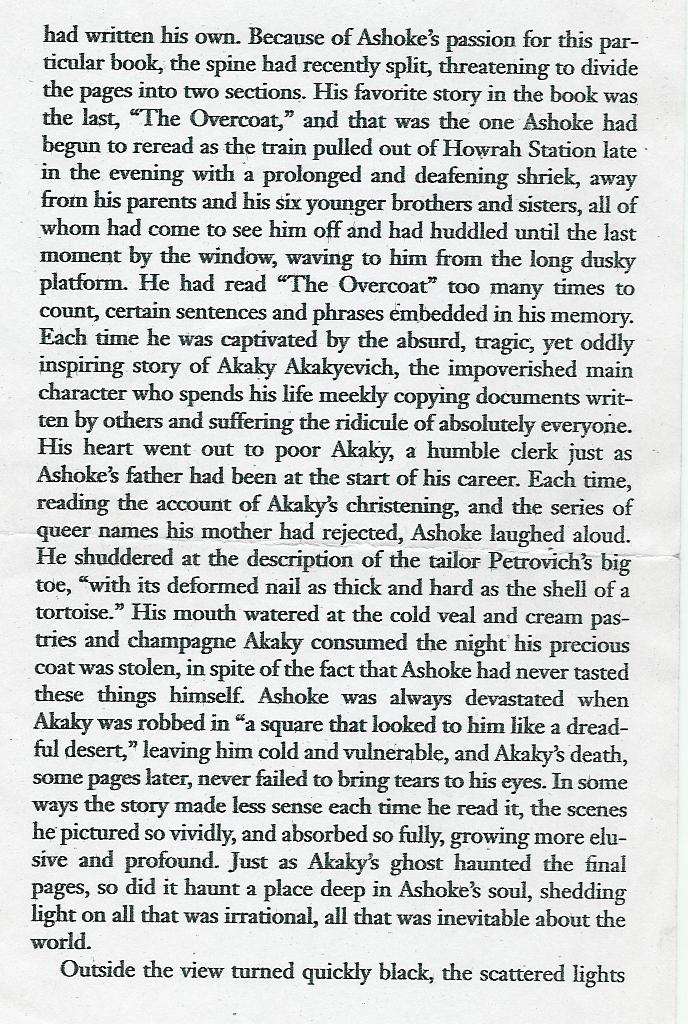 had written his own. Because of Ashoke's passion for this par-
ticular book, the spine had recently split, threatening to divide
the pages into two sections. His favorite story in the book was
the last, “The Overcoat,” and that was the one Ashoke had
begun to reread as the train pulled out of Howrah Station late
in the evening with a prolonged and deafening shriek, away
from his parents and his six younger brothers and sisters, all of
whom had come to see him off and had huddled until the last
moment by the window, waving to him from the long dusky
platform. He had read “The Overcoat” too many times to
count, certain sentences and phrases embedded in his memory.
Each time he was captivated by the absurd, tragic, yet oddly
inspiring story of Akaky Akakyevich, the impoverished main
character who spends his life meekly copying documents writ-
ten by others and suffering the ridicule of absolutely everyone.
His heart went out to poor Akaky, a humble clerk just as
Ashoke's father had been at the start of his career. Each time,
reading the account of Akaky's christening, and the series of
queer names his mother had rejected, Ashoke laughed aloud.
He shuddered at the description of the tailor Petrovich's big
toe, “with its deformed nail as thick and hard as the shell of a
tortoise.” His mouth watered at the cold veal and cream pas-
tries and champagne Akaky consumed the night his precious
coat was stolen, in spite of the fact that Ashoke had never tasted
these things himself. Ashoke was always devastated when
Akaky was robbed in “a square that looked to him like a dread-
ful desert,” leaving him cold and vulnerable, and Akaky's death,
some pages later, never failed to bring tears to his eyes. In some
ways the story made less sense each time he read it, the scenes
he pictured so vividly, and absorbed so fully, growing more elu-
sive and profound. Just as Akaky's ghost haunted the final
pages, so did it haunt a place deep in Ashoke's soul, shedding
light on all that was irrational, all that was inevitable about the
world.
Outside the view turned quickly black, the scattered lights